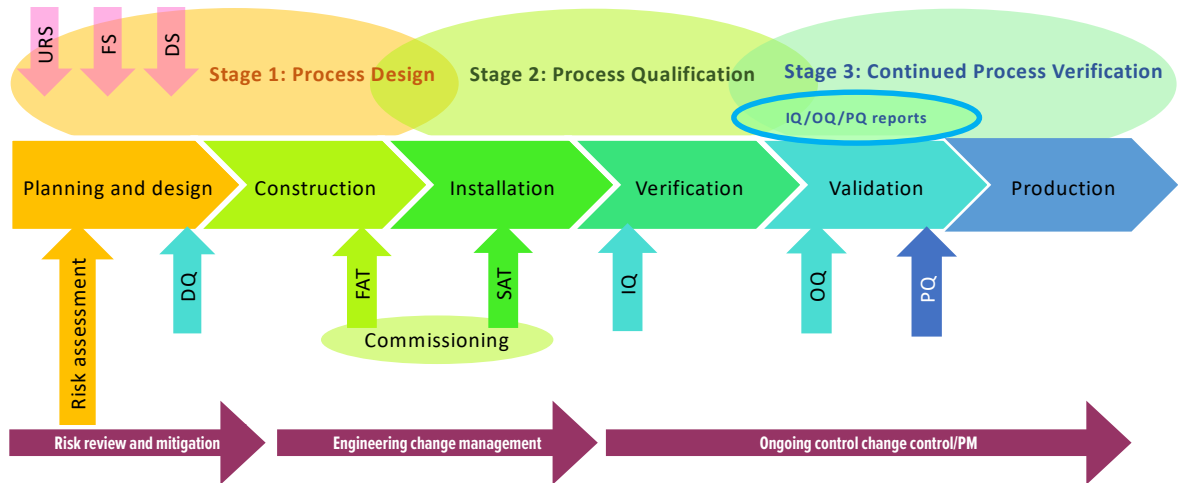 URS
FS
DS
Stage 1: Process Design
Stage 2: Process Qualification
Stage 3: Continued Process Verification
IQ/OQ/PQ reports
Planning and design
Construction
Installation
Verification
Validation
Production
Risk assessment
DQ
FAT
SAT
IQ
OQ
PQ
Commissioning
Risk review and mitigation
Engineering change management
Ongoing control change control/PM